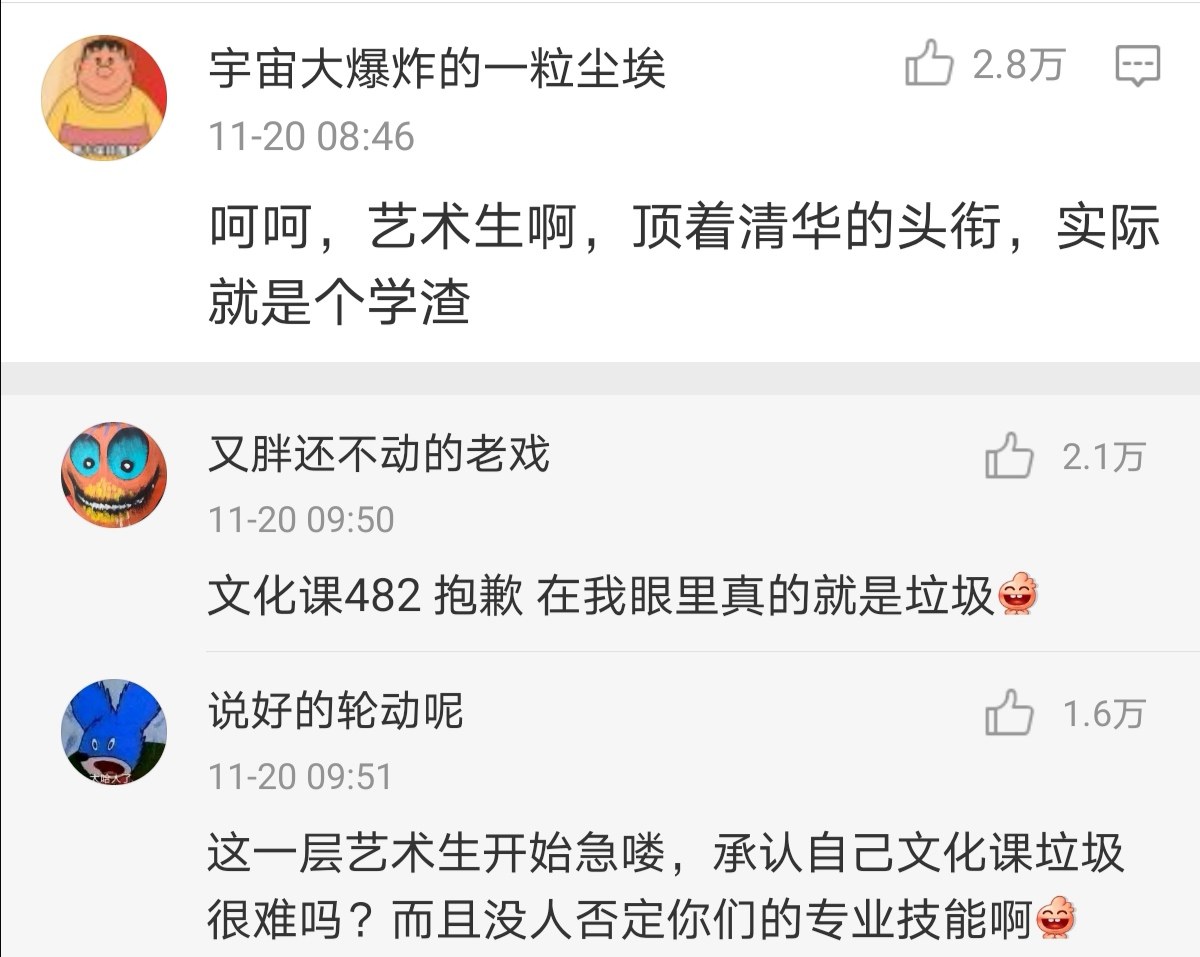 宇宙大爆炸的一粒尘埃
2.8万
11-20 08:46
呵呵，艺术生啊，顶着清华的头衔，实际
就是个学渣
又胖还不动的老戏
2.1万
11-20 09:50
文化课482 抱歉 在我眼里真的就是垃圾
说好的轮动呢
1.6万
11-20 09:51
这一层艺术生开始急喽，承认自己文化课垃圾
很难吗？而且没人否定你们的专业技能啊